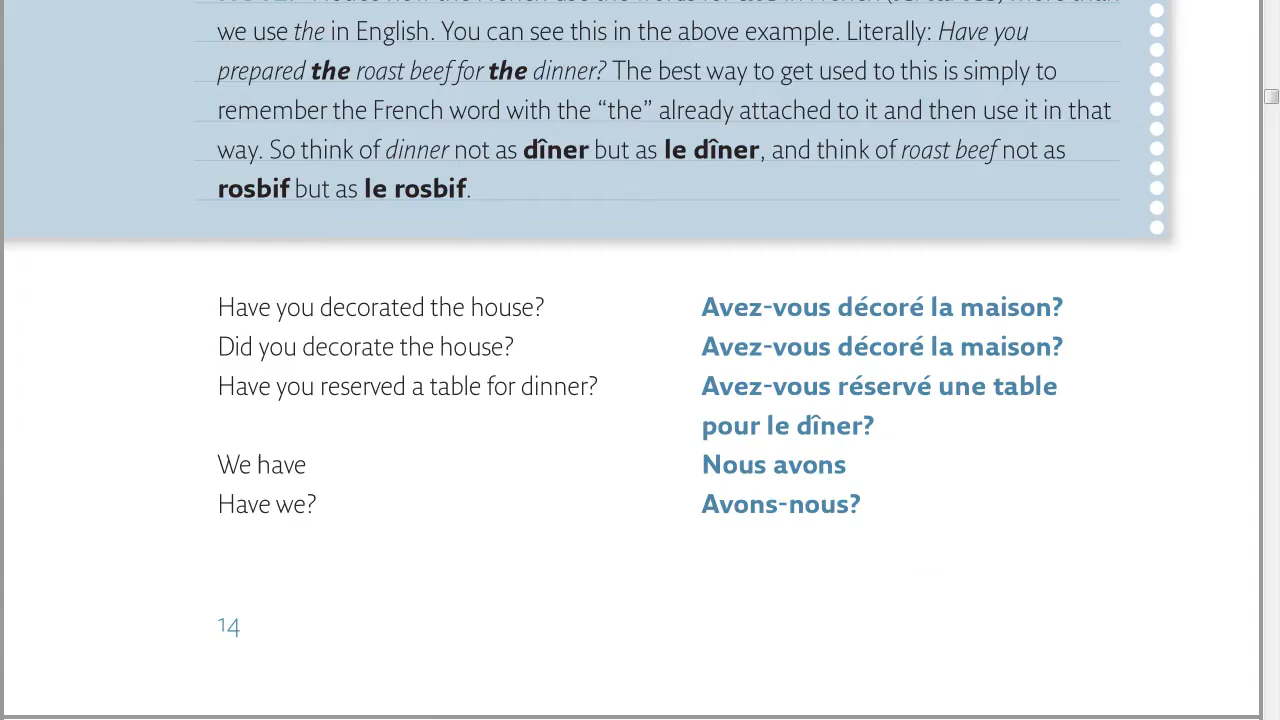 we use the in English. You can see this in the above example. Literally: Have you
prepared the roast beef for the dinner? The best way to get used to this is simply to
remember the French word with the “the” already attached to it and then use it in that
way. So think of dinner not as dîner but as le dîner, and think of roast beef not as
rosbif but as le rosbif.
Have you decorated the house? Avez-vous décoré la maison?
Did you decorate the house? Avez-vous décoré la maison?
Have you reserved a table for dinner? Avez-vous réservé une table
pour le dîner?
We have Nous avons
Have we? Avons-nous?
14